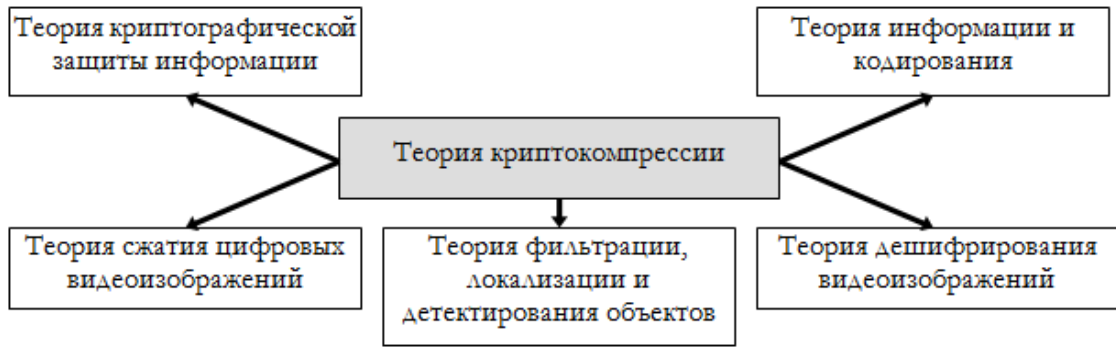 Теория криптографической
защиты информации
Теория информации и
кодирования
Теория криптокомпрессии
Теория сжатия цифровых
видеоизображений
Теория фильтрации,
локализации и
детектирования объектов
Теория дешифрирования
видеоизображений